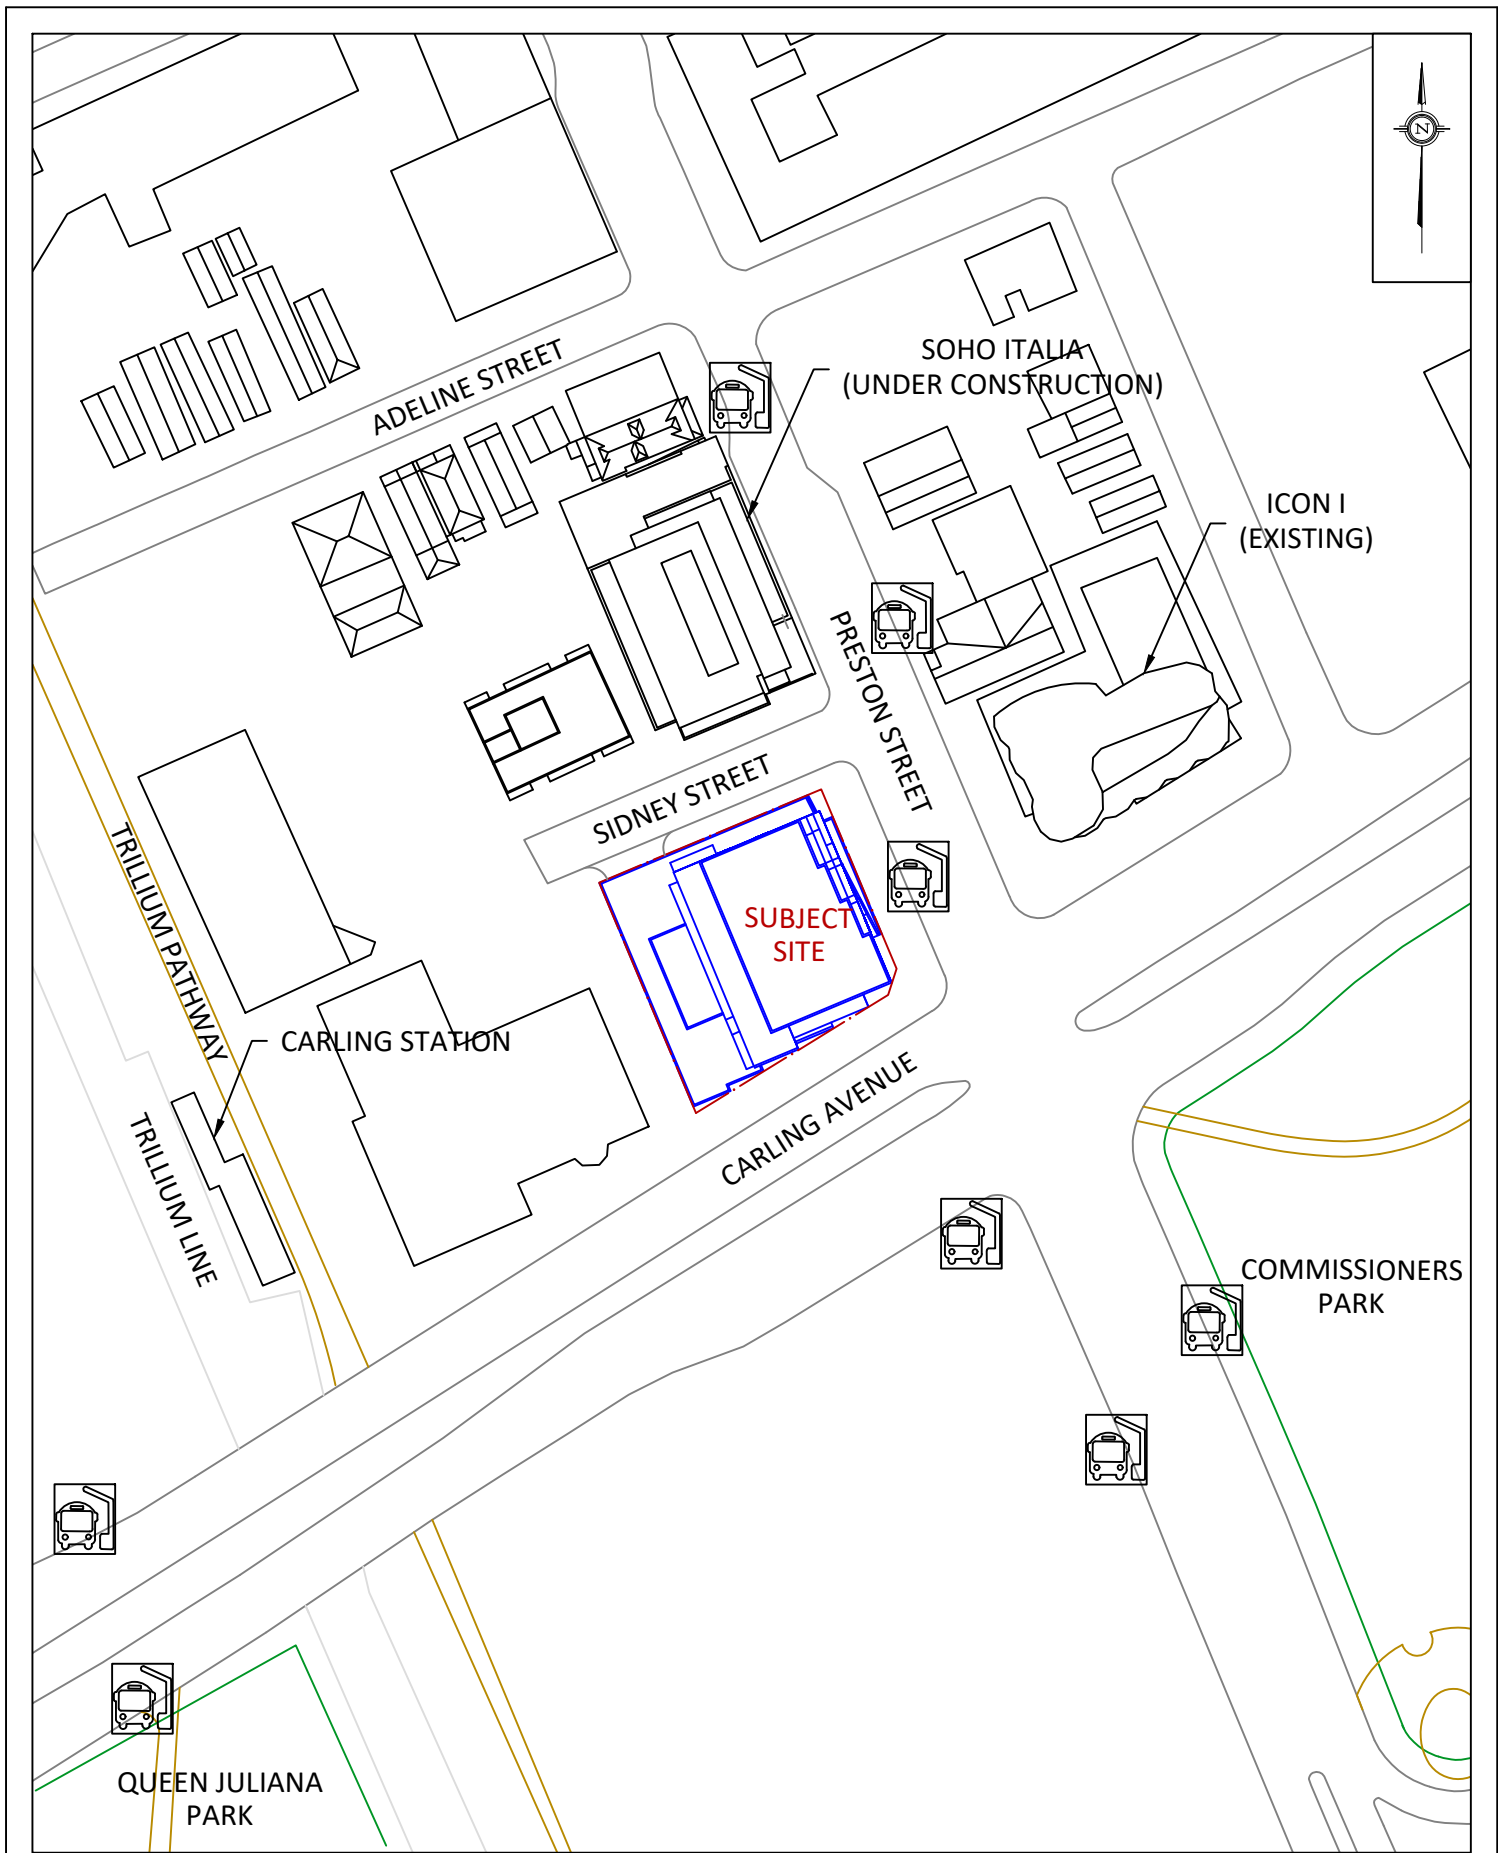 N
SOHO ITALIA
(UNDER CONSTRUCTION)
ADELINE STREET
ICON I
(EXISTING)
PRESTON STREET
SIDNEY STREET
TRILLIUM PATHWAY
SUBJECT
SITE
CARLING STATION
CARLING AVENUE
TRILLIUM LINE
COMMISSIONERS
PARK
QUEEN JULIANA
PARK